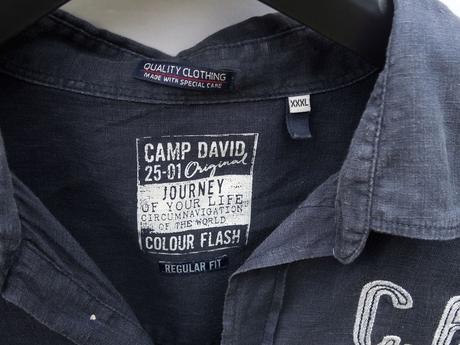 QUALITY CLOTHING
MADE WITH SPECIAL CARE
XXXL
CAMP DAVID
25-01 Original
JOURNEY
OF YOUR LIFE
CIRCUMNAVIGATION
OF THE WORLD
COLOUR FLASH
REGULAR FIT